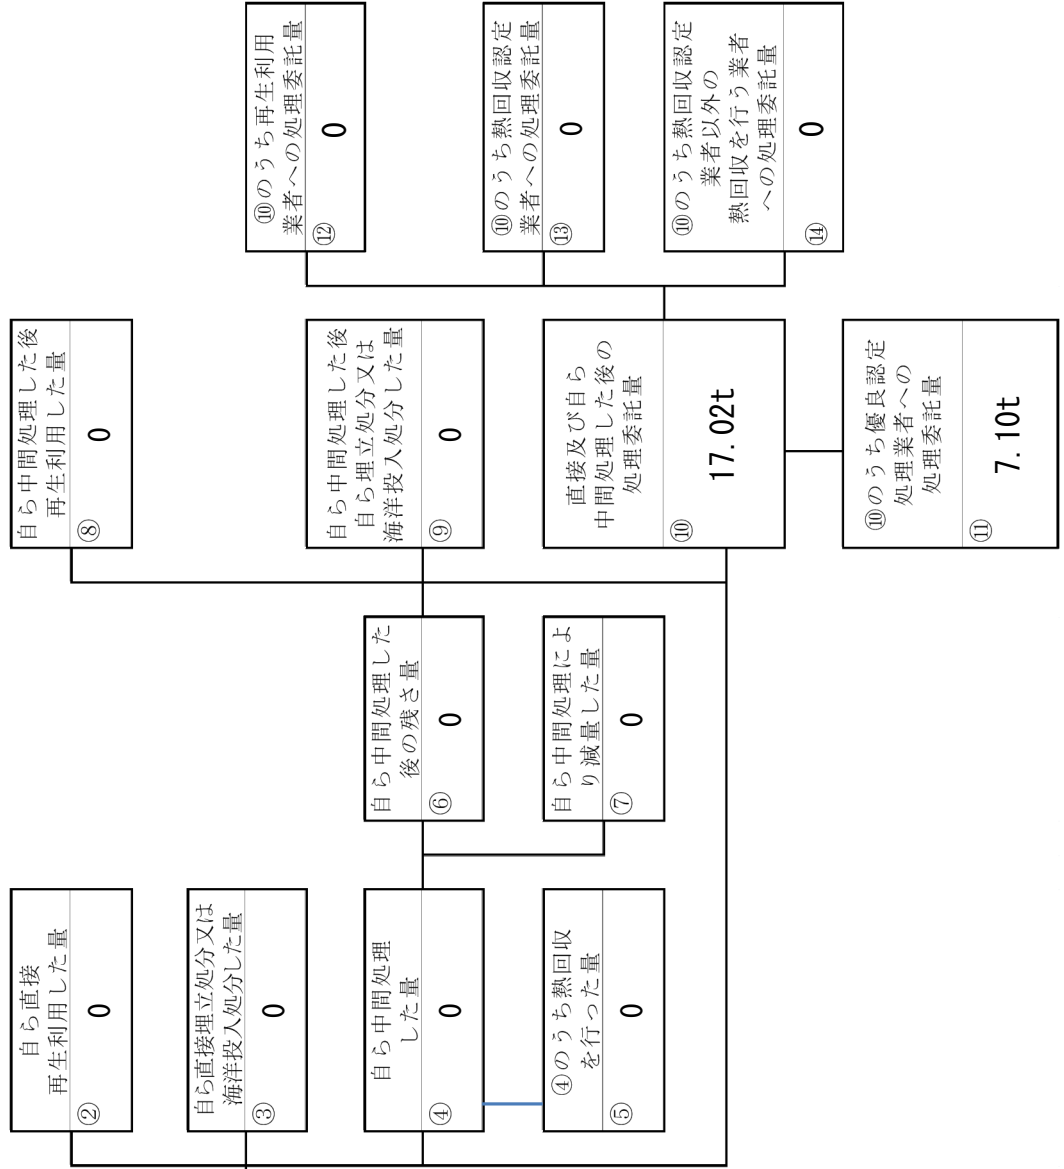 自ら直接
再生利用した量
②
0
自ら直接埋立処分又は
海洋投入処分した量
③
0
自ら中間処理
した量
④
0
④のうち熱回収
を行った量
⑤
0
自ら中間処理した
後の残さ量
⑥
0
自ら中間処理によ
り減量した量
⑦
0
自ら中間処理した後
再生利用した量
⑧
0
自ら中間処理した後
自ら埋立処分又は
海洋投入処分した量
⑨
0
直接及び自ら
中間処理した後の
処理委託量
⑩
17.02t
⑩のうち優良認定
処理業者への
処理委託量
⑪
7.10t
⑩のうち再生利用
業者への処理委託量
⑫
0
⑩のうち熱回収認定
業者への処理委託量
⑬
0
⑩のうち熱回収認定
業者以外の
熱回収を行う業者
への処理委託量
⑭
0